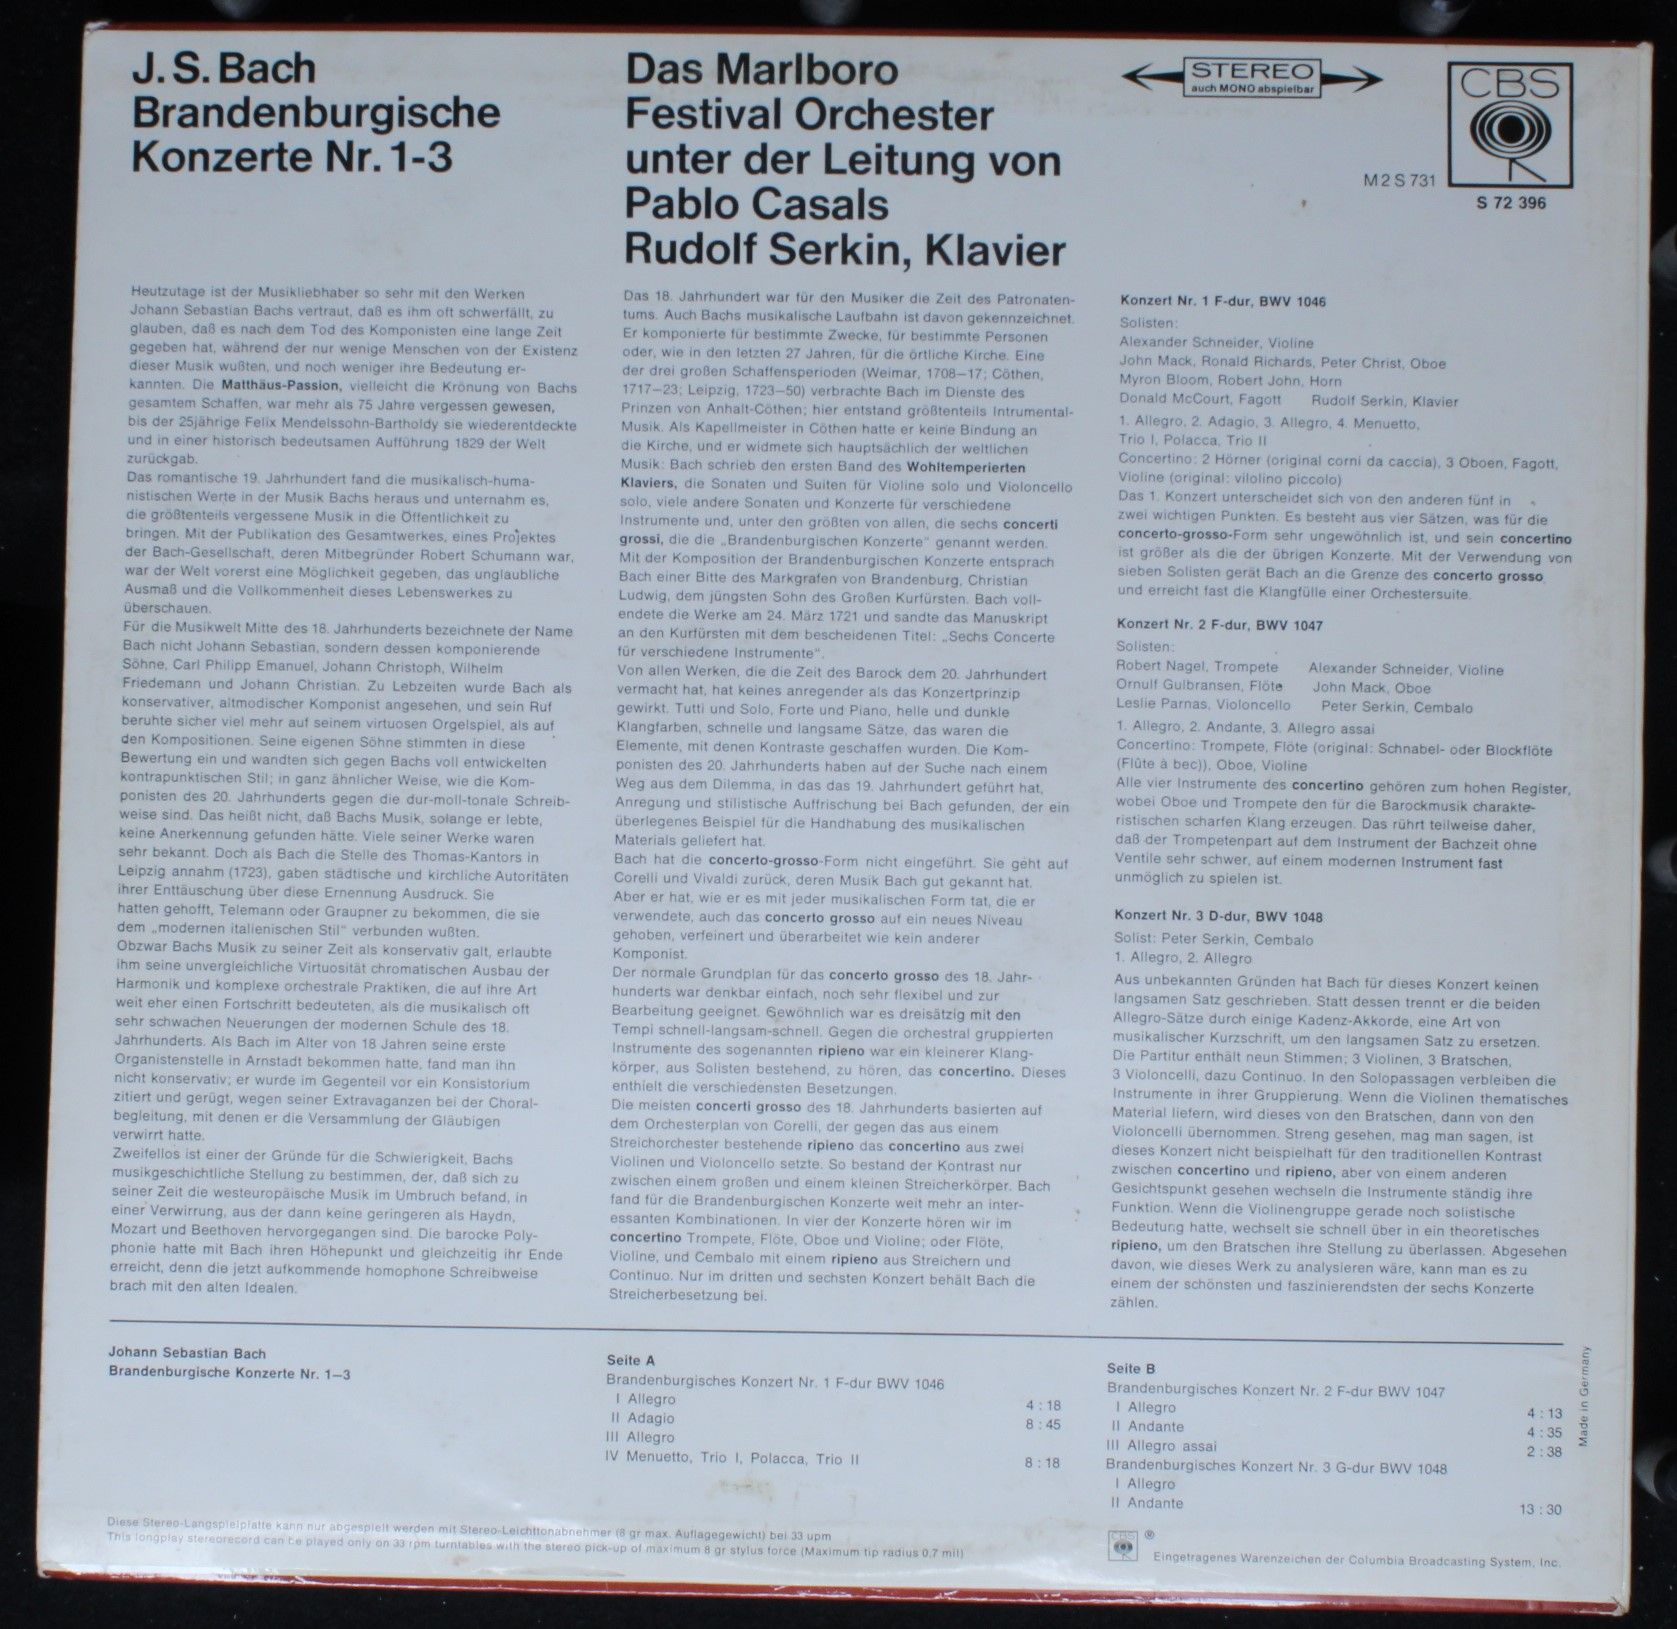 J. S. Bach
Brandenburgische
Konzerte Nr. 1-3
Das Marlboro
Festival Orchester
unter der Leitung von
Pablo Casals
Rudolf Serkin, Klavier
STEREO
auch MONO abspielbar
CBS
M 2 S 731
S 72 396
Heutzutage ist der Musikliebhaber so sehr mit den Werken
Johann Sebastian Bachs vertraut, daß es ihm oft schwerfällt, zu
glauben, daß es nach dem Tod des Komponisten eine lange Zeit
gegeben hat, während der nur wenige Menschen von der Existenz
dieser Musik wußten, und noch weniger ihre Bedeutung er-
kannten. Die Matthäus-Passion, vielleicht die Krönung von Bachs
gesamtem Schaffen, war mehr als 75 Jahre vergessen gewesen,
bis der 25jährige Felix Mendelssohn-Bartholdy sie wiederentdeckte
und in einer historisch bedeutsamen Aufführung 1829 der Welt
zurückgab.
Das romantische 19. Jahrhundert fand die musikalisch-huma-
nistischen Werte in der Musik Bachs heraus und unternahm es,
die größtenteils vergessene Musik in die Öffentlichkeit zu
bringen. Mit der Publikation des Gesamtwerkes, eines Projektes
der Bach-Gesellschaft, deren Mitbegründer Robert Schumann war,
war der Welt vorerst eine Möglichkeit gegeben, das unglaubliche
Ausmaß und die Vollkommenheit dieses Lebenswerkes zu
überschauen.
Für die Musikwelt Mitte des 18. Jahrhunderts bezeichnete der Name
Bach nicht Johann Sebastian, sondern dessen komponierende
Söhne, Carl Philipp Emanuel, Johann Christoph, Wilhelm
Friedemann und Johann Christian. Zu Lebzeiten wurde Bach als
konservativer, altmodischer Komponist angesehen, und sein Ruf
beruhte sicher viel mehr auf seinem virtuosen Orgelspiel, als auf
den Kompositionen. Seine eigenen Söhne stimmten in diese
Bewertung ein und wandten sich gegen Bachs voll entwickelten
kontrapunktischen Stil; in ganz ähnlicher Weise, wie die Kom-
ponisten des 20. Jahrhunderts gegen die dur-moll-tonale Schreib-
weise sind. Das heißt nicht, daß Bachs Musik, solange er lebte,
keine Anerkennung gefunden hätte. Viele seiner Werke waren
sehr bekannt. Doch als Bach die Stelle des Thomas-Kantors in
Leipzig annahm (1723), gaben städtische und kirchliche Autoritäten
ihrer Enttäuschung über diese Ernennung Ausdruck. Sie
hatten gehofft, Telemann oder Graupner zu bekommen, die sie
dem „modernen italienischen Stil“ verbunden wußten.
Obzwar Bachs Musik zu seiner Zeit als konservativ galt, erlaubte
ihm seine unvergleichliche Virtuosität chromatischen Ausbau der
Harmonik und komplexe orchestrale Praktiken, die auf ihre Art
weit eher einen Fortschritt bedeuteten, als die musikalisch oft
sehr schwachen Neuerungen der modernen Schule des 18.
Jahrhunderts. Als Bach im Alter von 18 Jahren seine erste
Organistenstelle in Arnstadt bekommen hatte, fand man ihn
nicht konservativ; er wurde im Gegenteil vor ein Konsistorium
zitiert und gerügt, wegen seiner Extravaganzen bei der Choral-
begleitung, mit denen er die Versammlung der Gläubigen
verwirrt hatte.
Zweifellos ist einer der Gründe für die Schwierigkeit, Bachs
musikgeschichtliche Stellung zu bestimmen, der, daß sich zu
seiner Zeit die westeuropäische Musik im Umbruch befand, in
einer Verwirrung, aus der dann keine geringeren als Haydn,
Mozart und Beethoven hervorgegangen sind. Die barocke Poly-
phonie hatte mit Bach ihren Höhepunkt und gleichzeitig ihr Ende
erreicht, denn die jetzt aufkommende homophone Schreibweise
brach mit den alten Idealen.
Das 18. Jahrhundert war für den Musiker die Zeit des Patronaten-
tums. Auch Bachs musikalische Laufbahn ist davon gekennzeichnet.
Er komponierte für bestimmte Zwecke, für bestimmte Personen
oder, wie in den letzten 27 Jahren, für die örtliche Kirche. Eine
der drei großen Schaffensperioden (Weimar, 1708–17; Cöthen,
1717–23; Leipzig, 1723–50) verbrachte Bach im Dienste des
Prinzen von Anhalt-Cöthen; hier entstand größtenteils Intrumental-
Musik. Als Kapellmeister in Cöthen hatte er keine Bindung an
die Kirche, und er widmete sich hauptsächlich der weltlichen
Musik: Bach schrieb den ersten Band des Wohltemperierten
Klaviers, die Sonaten und Suiten für Violine solo und Violoncello
solo, viele andere Sonaten und Konzerte für verschiedene
Instrumente und, unter den größten von allen, die sechs concerti
grossi, die die „Brandenburgischen Konzerte“ genannt werden.
Mit der Komposition der Brandenburgischen Konzerte entsprach
Bach einer Bitte des Markgrafen von Brandenburg, Christian
Ludwig, dem jüngsten Sohn des Großen Kurfürsten. Bach voll-
endete die Werke am 24. März 1721 und sandte das Manuskript
an den Kurfürsten mit dem bescheidenen Titel: „Sechs Concerte
für verschiedene Instrumente“.
Von allen Werken, die die Zeit des Barock dem 20. Jahrhundert
vermacht hat, hat keines anregender als das Konzertprinzip
gewirkt. Tutti und Solo, Forte und Piano, helle und dunkle
Klangfarben, schnelle und langsame Sätze, das waren die
Elemente, mit denen Kontraste geschaffen wurden. Die Kom-
ponisten des 20. Jahrhunderts haben auf der Suche nach einem
Weg aus dem Dilemma, in das das 19. Jahrhundert geführt hat,
Anregung und stilistische Auffrischung bei Bach gefunden, der ein
überlegenes Beispiel für die Handhabung des musikalischen
Materials geliefert hat.
Bach hat die concerto-grosso-Form nicht eingeführt. Sie geht auf
Corelli und Vivaldi zurück, deren Musik Bach gut gekannt hat.
Aber er hat, wie er es mit jeder musikalischen Form tat, die er
verwendete, auch das concerto grosso auf ein neues Niveau
gehoben, verfeinert und überarbeitet wie kein anderer
Komponist.
Der normale Grundplan für das concerto grosso des 18. Jahr-
hunderts war denkbar einfach, noch sehr flexibel und zur
Bearbeitung geeignet. Gewöhnlich war es dreisätzig mit den
Tempi schnell-langsam-schnell. Gegen die orchestral gruppierten
Instrumente des sogenannten ripieno war ein kleinerer Klang-
körper, aus Solisten bestehend, zu hören, das concertino. Dieses
enthielt die verschiedensten Besetzungen.
Die meisten concerti grosso des 18. Jahrhunderts basierten auf
dem Orchesterplan von Corelli, der gegen das aus einem
Streichorchester bestehende ripieno das concertino aus zwei
Violinen und Violoncello setzte. So bestand der Kontrast nur
zwischen einem großen und einem kleinen Streicherkörper. Bach
fand für die Brandenburgischen Konzerte weit mehr an inter-
essanten Kombinationen. In vier der Konzerte hören wir im
concertino Trompete, Flöte, Oboe und Violine; oder Flöte,
Violine, und Cembalo mit einem ripieno aus Streichern und
Continuo. Nur im dritten und sechsten Konzert behält Bach die
Streicherbesetzung bei.
Konzert Nr. 1 F-dur, BWV 1046
Solisten:
Alexander Schneider, Violine
John Mack, Ronald Richards, Peter Christ, Oboe
Myron Bloom, Robert John, Horn
Donald McCourt, Fagott Rudolf Serkin, Klavier
1. Allegro, 2. Adagio, 3. Allegro, 4. Menuetto,
Trio I, Polacca, Trio II
Concertino: 2 Hörner (original corni da caccia), 3 Oboen, Fagott,
Violine (original: vilolino piccolo)
Das 1. Konzert unterscheidet sich von den anderen fünf in
zwei wichtigen Punkten. Es besteht aus vier Sätzen, was für die
concerto-grosso-Form sehr ungewöhnlich ist, und sein concertino
ist größer als die der übrigen Konzerte. Mit der Verwendung von
sieben Solisten gerät Bach an die Grenze des concerto grosso
und erreicht fast die Klangfülle einer Orchestersuite.
Konzert Nr. 2 F-dur, BWV 1047
Solisten:
Robert Nagel, Trompete Alexander Schneider, Violine
Ornulf Gulbransen, Flöte John Mack, Oboe
Leslie Parnas, Violoncello Peter Serkin, Cembalo
1. Allegro, 2. Andante, 3. Allegro assai
Concertino: Trompete, Flöte (original: Schnabel- oder Blockflöte
(Flûte à bec)), Oboe, Violine
Alle vier Instrumente des concertino gehören zum hohen Register,
wobei Oboe und Trompete den für die Barockmusik charakte-
ristischen scharfen Klang erzeugen. Das rührt teilweise daher,
daß der Trompetenpart auf dem Instrument der Bachzeit ohne
Ventile sehr schwer, auf einem modernen Instrument fast
unmöglich zu spielen ist.
Konzert Nr. 3 D-dur, BWV 1048
Solist: Peter Serkin, Cembalo
1. Allegro, 2. Allegro
Aus unbekannten Gründen hat Bach für dieses Konzert keinen
langsamen Satz geschrieben. Statt dessen trennt er die beiden
Allegro-Sätze durch einige Kadenz-Akkorde, eine Art von
musikalischer Kurzschrift, um den langsamen Satz zu ersetzen.
Die Partitur enthält neun Stimmen; 3 Violinen, 3 Bratschen,
3 Violoncelli, dazu Continuo. In den Solopassagen verbleiben die
Instrumente in ihrer Gruppierung. Wenn die Violinen thematisches
Material liefern, wird dieses von den Bratschen, dann von den
Violoncelli übernommen. Streng gesehen, mag man sagen, ist
dieses Konzert nicht beispielhaft für den traditionellen Kontrast
zwischen concertino und ripieno, aber von einem anderen
Gesichtspunkt gesehen wechseln die Instrumente ständig ihre
Funktion. Wenn die Violinengruppe gerade noch solistische
Bedeutung hatte, wechselt sie schnell über in ein theoretisches
ripieno, um den Bratschen ihre Stellung zu überlassen. Abgesehen
davon, wie dieses Werk zu analysieren wäre, kann man es zu
einem der schönsten und faszinierendsten der sechs Konzerte
zählen.
Johann Sebastian Bach
Brandenburgische Konzerte Nr. 1–3
Seite A
Brandenburgisches Konzert Nr. 1 F-dur BWV 1046
I Allegro 4 : 18
II Adagio 8 : 45
III Allegro
IV Menuetto, Trio I, Polacca, Trio II 8 : 18
Seite B
Brandenburgisches Konzert Nr. 2 F-dur BWV 1047
I Allegro 4 : 13
II Andante 4 : 35
III Allegro assai 2 : 38
Brandenburgisches Konzert Nr. 3 G-dur BWV 1048
I Allegro
II Andante 13 : 30
Made in Germany
Diese Stereo-Langspielplatte kann nur abgespielt werden mit Stereo-Leichttonabnehmer (8 gr max. Auflagegewicht) bei 33 upm
This longplay stereorecord can be played only on 33 rpm turntables with the stereo pick-up of maximum 8 gr stylus force (Maximum tip radius 0,7 mil)
CBS ®
Eingetragenes Warenzeichen der Columbia Broadcasting System, Inc.